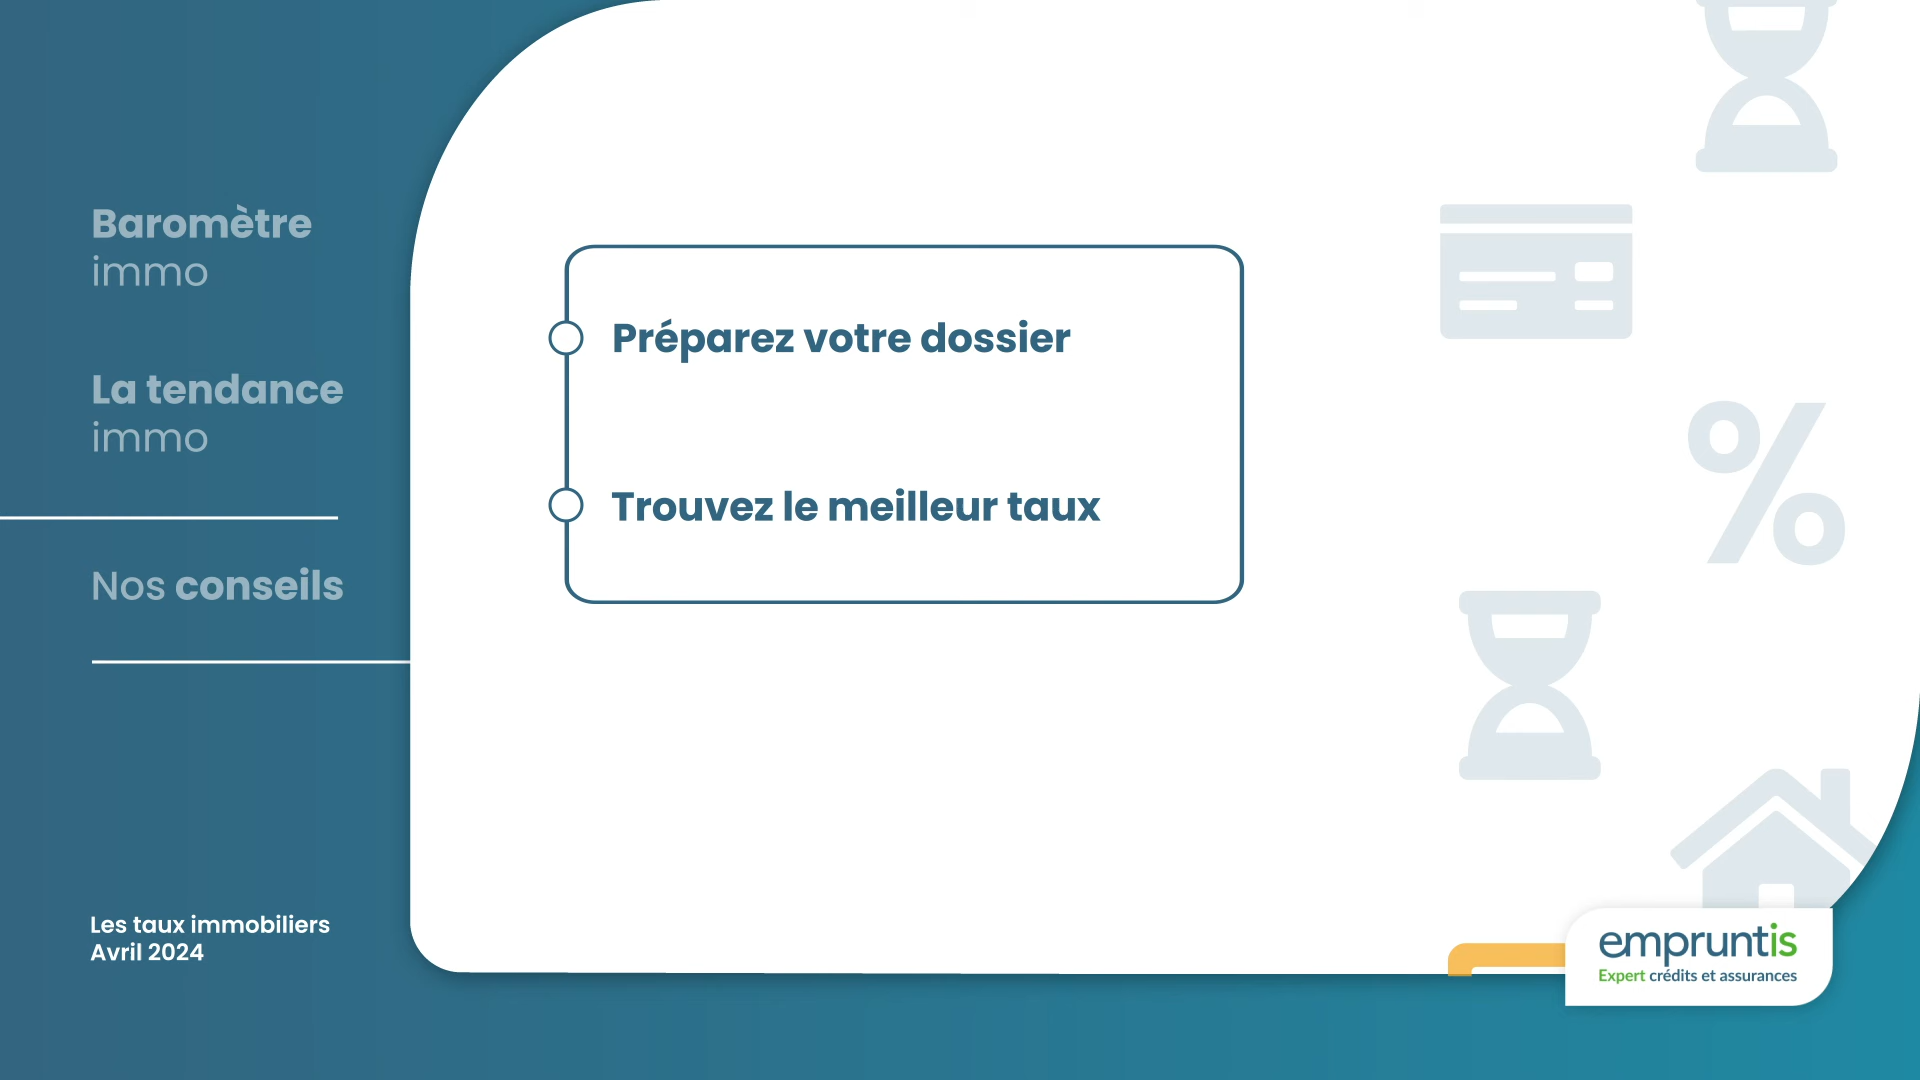 Baromètre
immo
La tendance
immo
Nos conseils
Préparez votre dossier
Trouvez le meilleur taux
%
Les taux immobiliers
Avril 2024
empruntis
Expert crédits et assurances